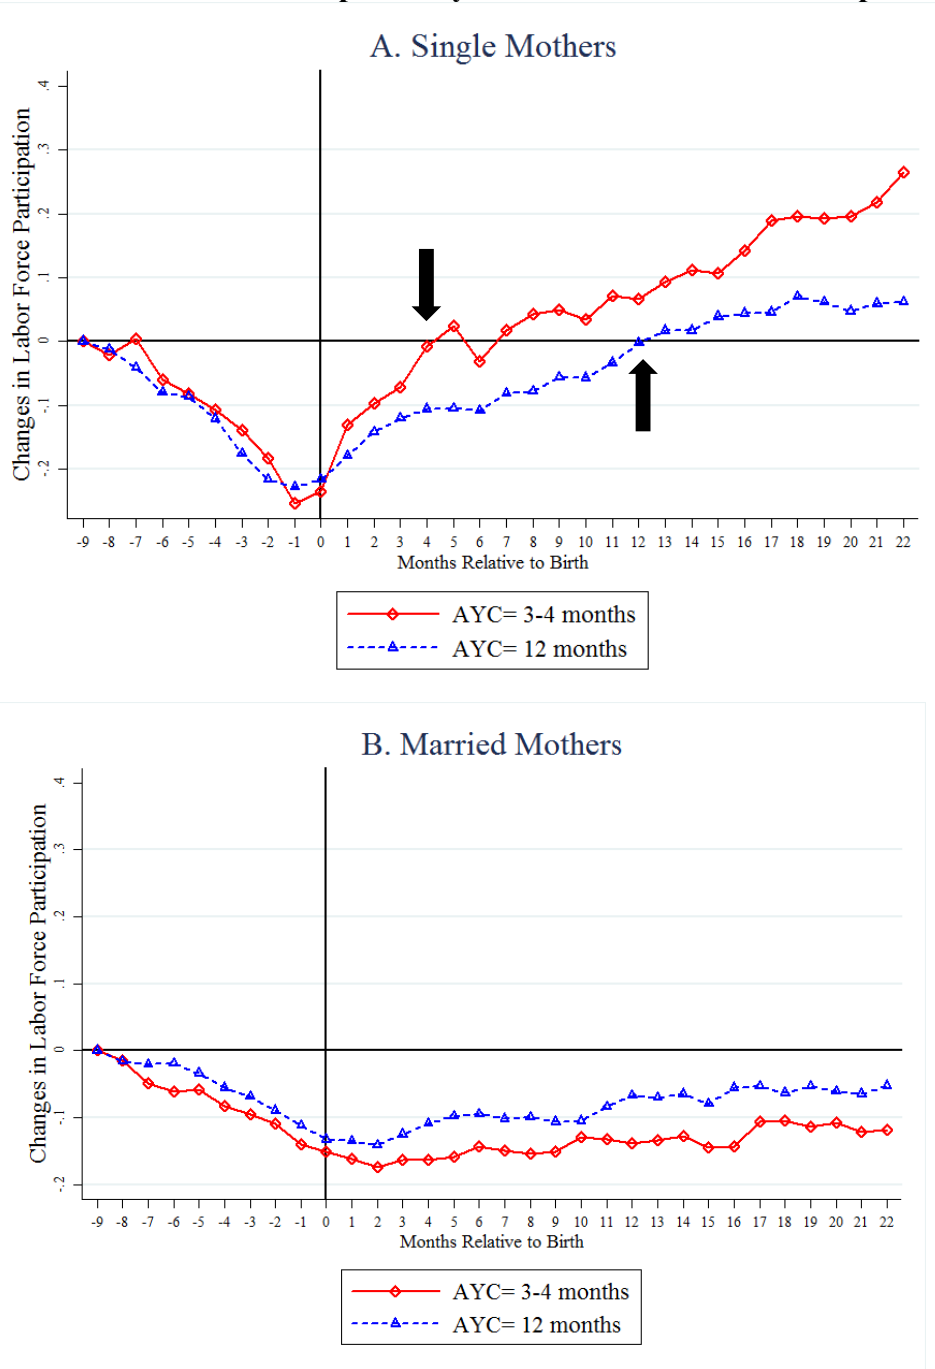 A. Single Mothers
Changes in Labor Force Participation
.4
.3
.2
.1
0
-.1
-.2
-9 -8 -7 -6 -5 -4 -3 -2 -1 0 1 2 3 4 5 6 7 8 9 10 11 12 13 14 15 16 17 18 19 20 21 22
Months Relative to Birth
AYC= 3-4 months
AYC= 12 months
B. Married Mothers
Changes in Labor Force Participation
.4
.3
.2
.1
0
-.1
-.2
-9 -8 -7 -6 -5 -4 -3 -2 -1 0 1 2 3 4 5 6 7 8 9 10 11 12 13 14 15 16 17 18 19 20 21 22
Months Relative to Birth
AYC= 3-4 months
AYC= 12 months